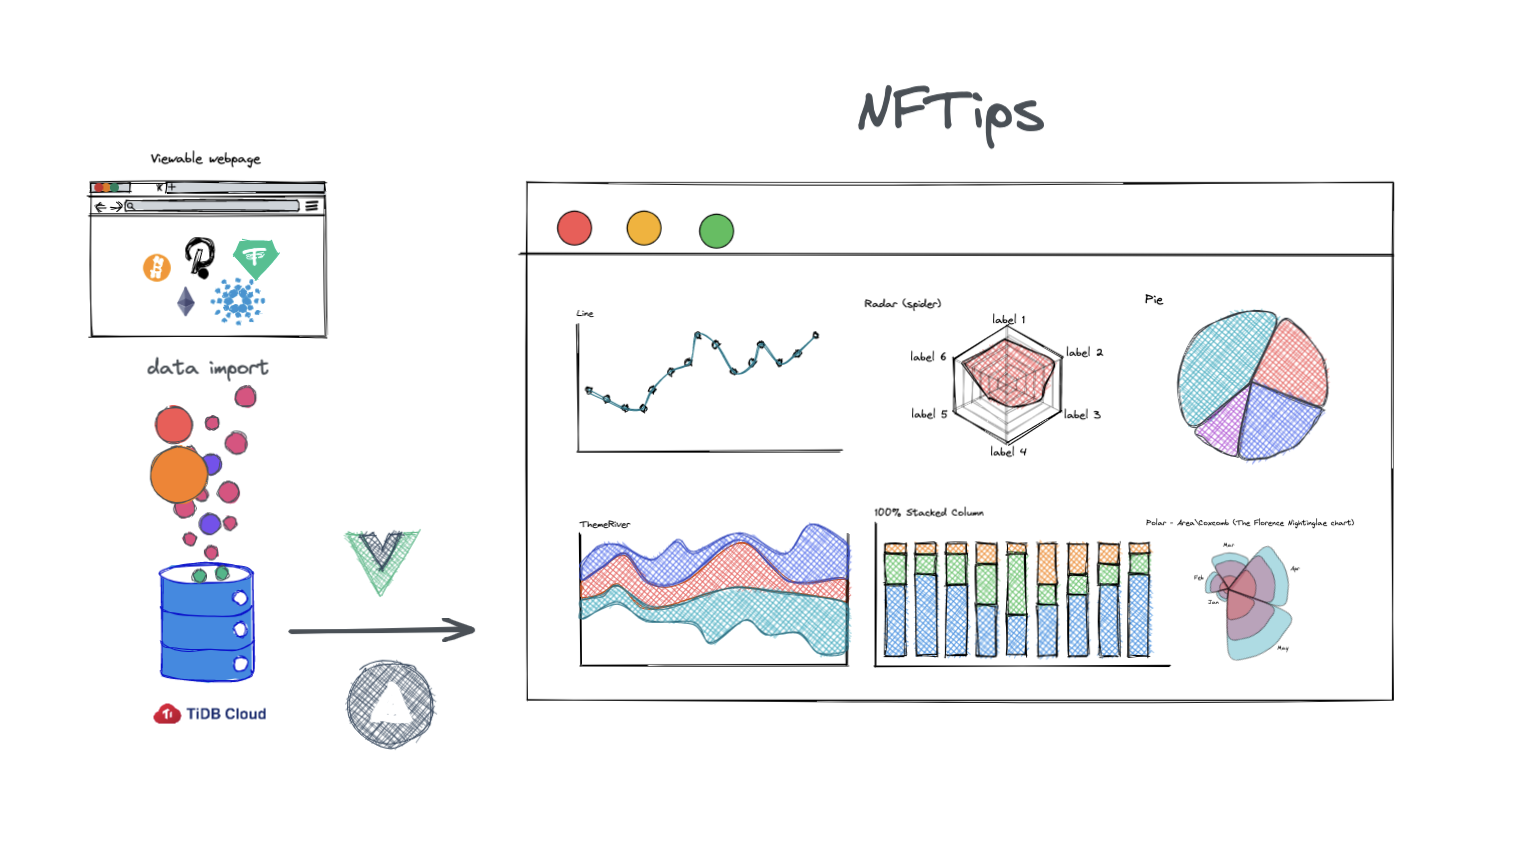 NFTips
Viewable webpage
data import
TiDB Cloud
Line
Radar (spider)
label 1
label 2
label 3
label 4
label 5
label 6
Pie
ThemeRiver
100% Stacked Column
Polar - Area\Coxcomb (The Florence Nightinglae chart)
Mar
Apr
Feb
Jan
May